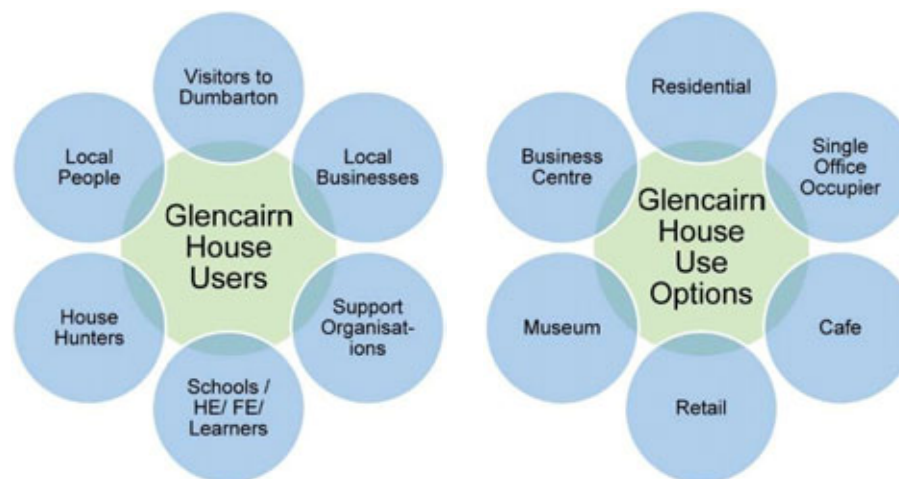 Visitors to
Dumbarton
Local
Businesses
Support
Organisat-
ions
Schools /
HE/ FE/
Learners
House
Hunters
Local
People
Glencairn
House
Users
Residential
Single
Office
Occupier
Cafe
Retail
Museum
Business
Centre
Glencairn
House
Use
Options